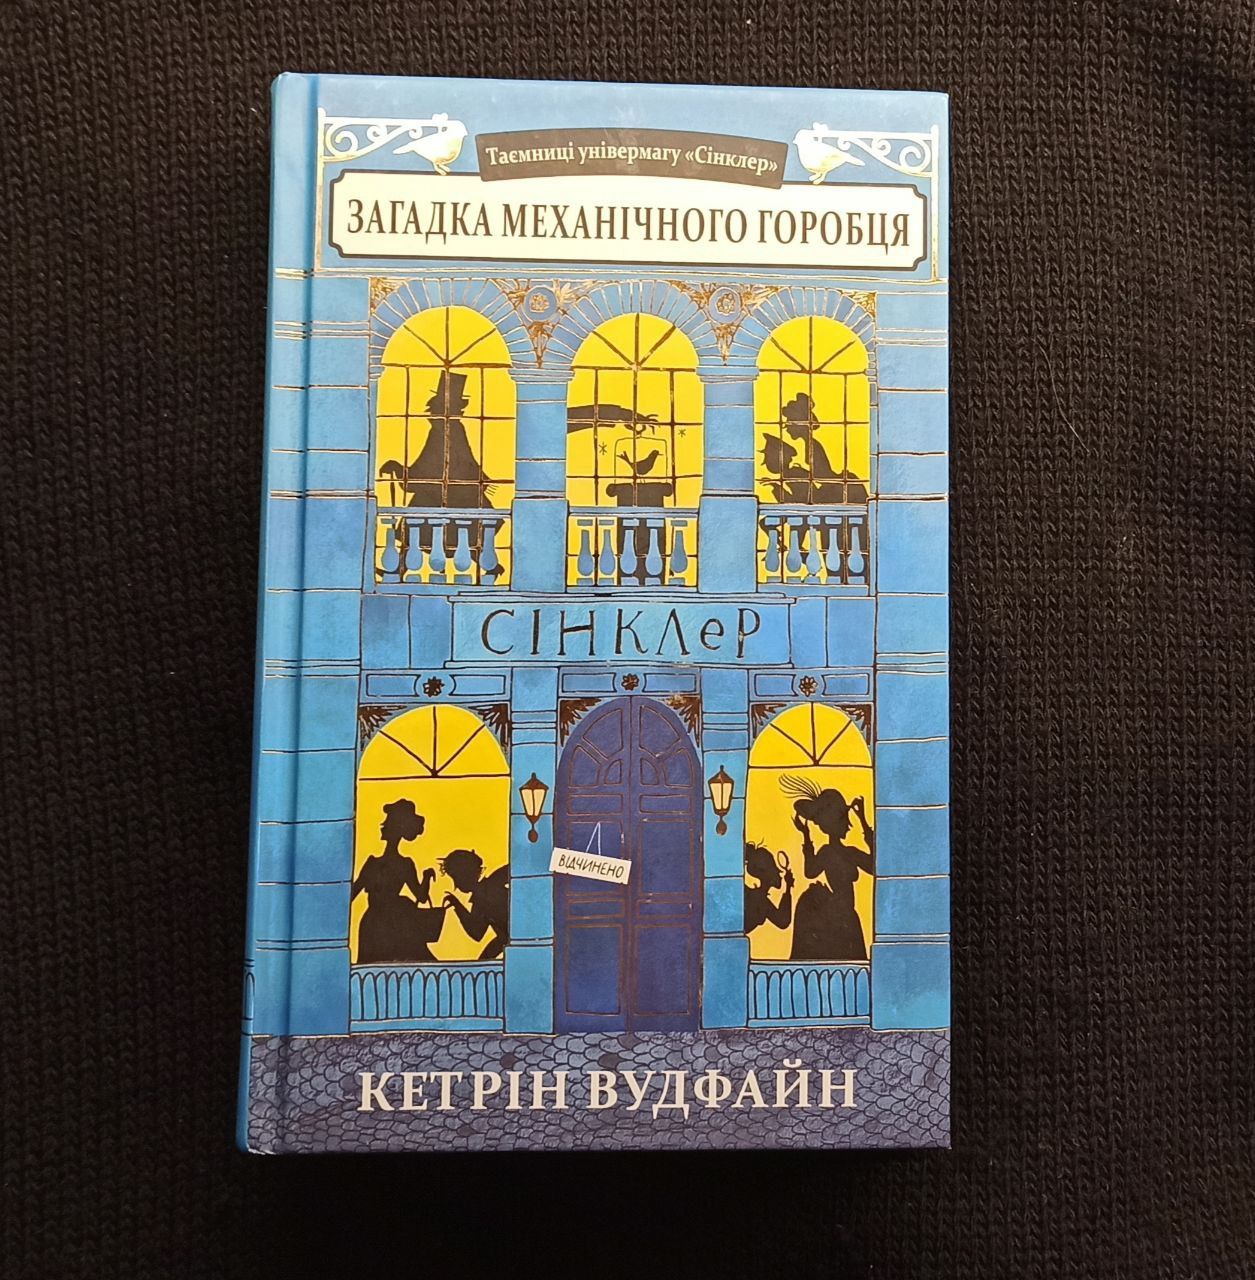 Таємниці універмагу «Сінклер»
ЗАГАДКА МЕХАНІЧНОГО ГОРОБЦЯ
СІНКЛеР
ВІДЧИНЕНО
КЕТРІН ВУДФАЙН